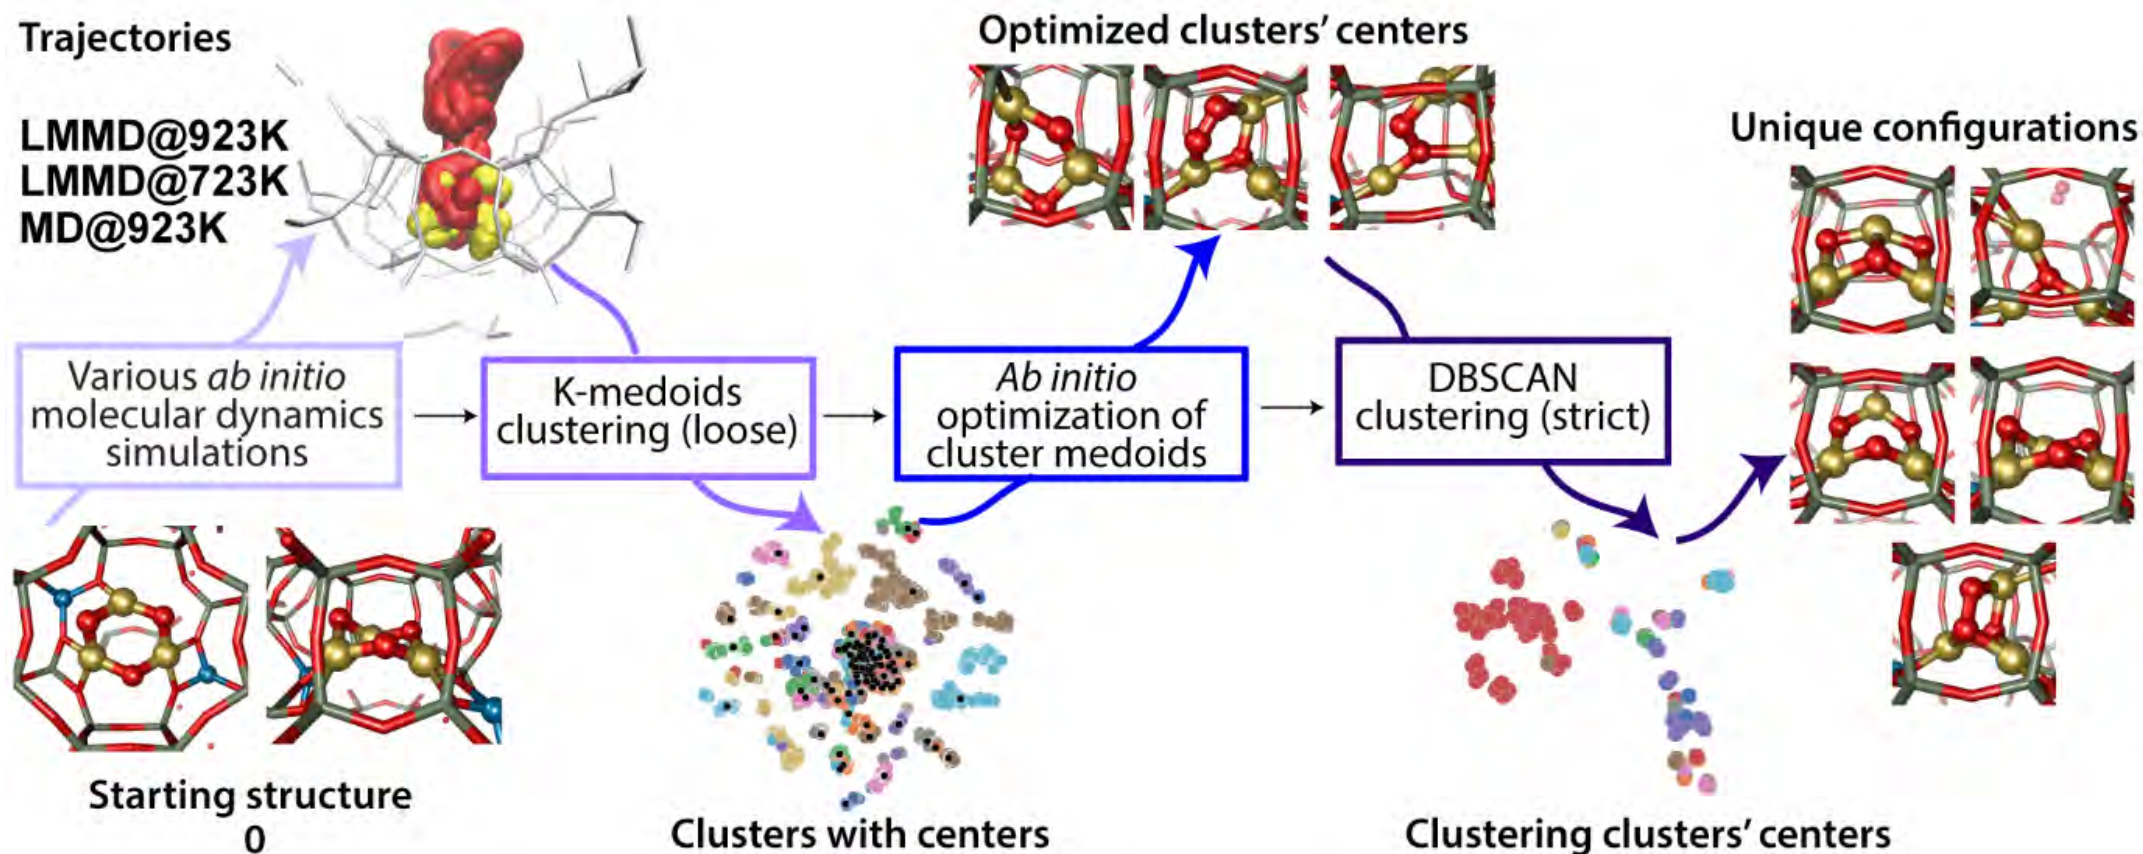 Trajectories
LMMD@923K
LMMD@723K
MD@923K
Optimized clusters’ centers
Unique configurations
Various ab initio
molecular dynamics
simulations
K-medoids
clustering (loose)
Ab initio
optimization of
cluster medoids
DBSCAN
clustering (strict)
Starting structure
0
Clusters with centers
Clustering clusters’ centers